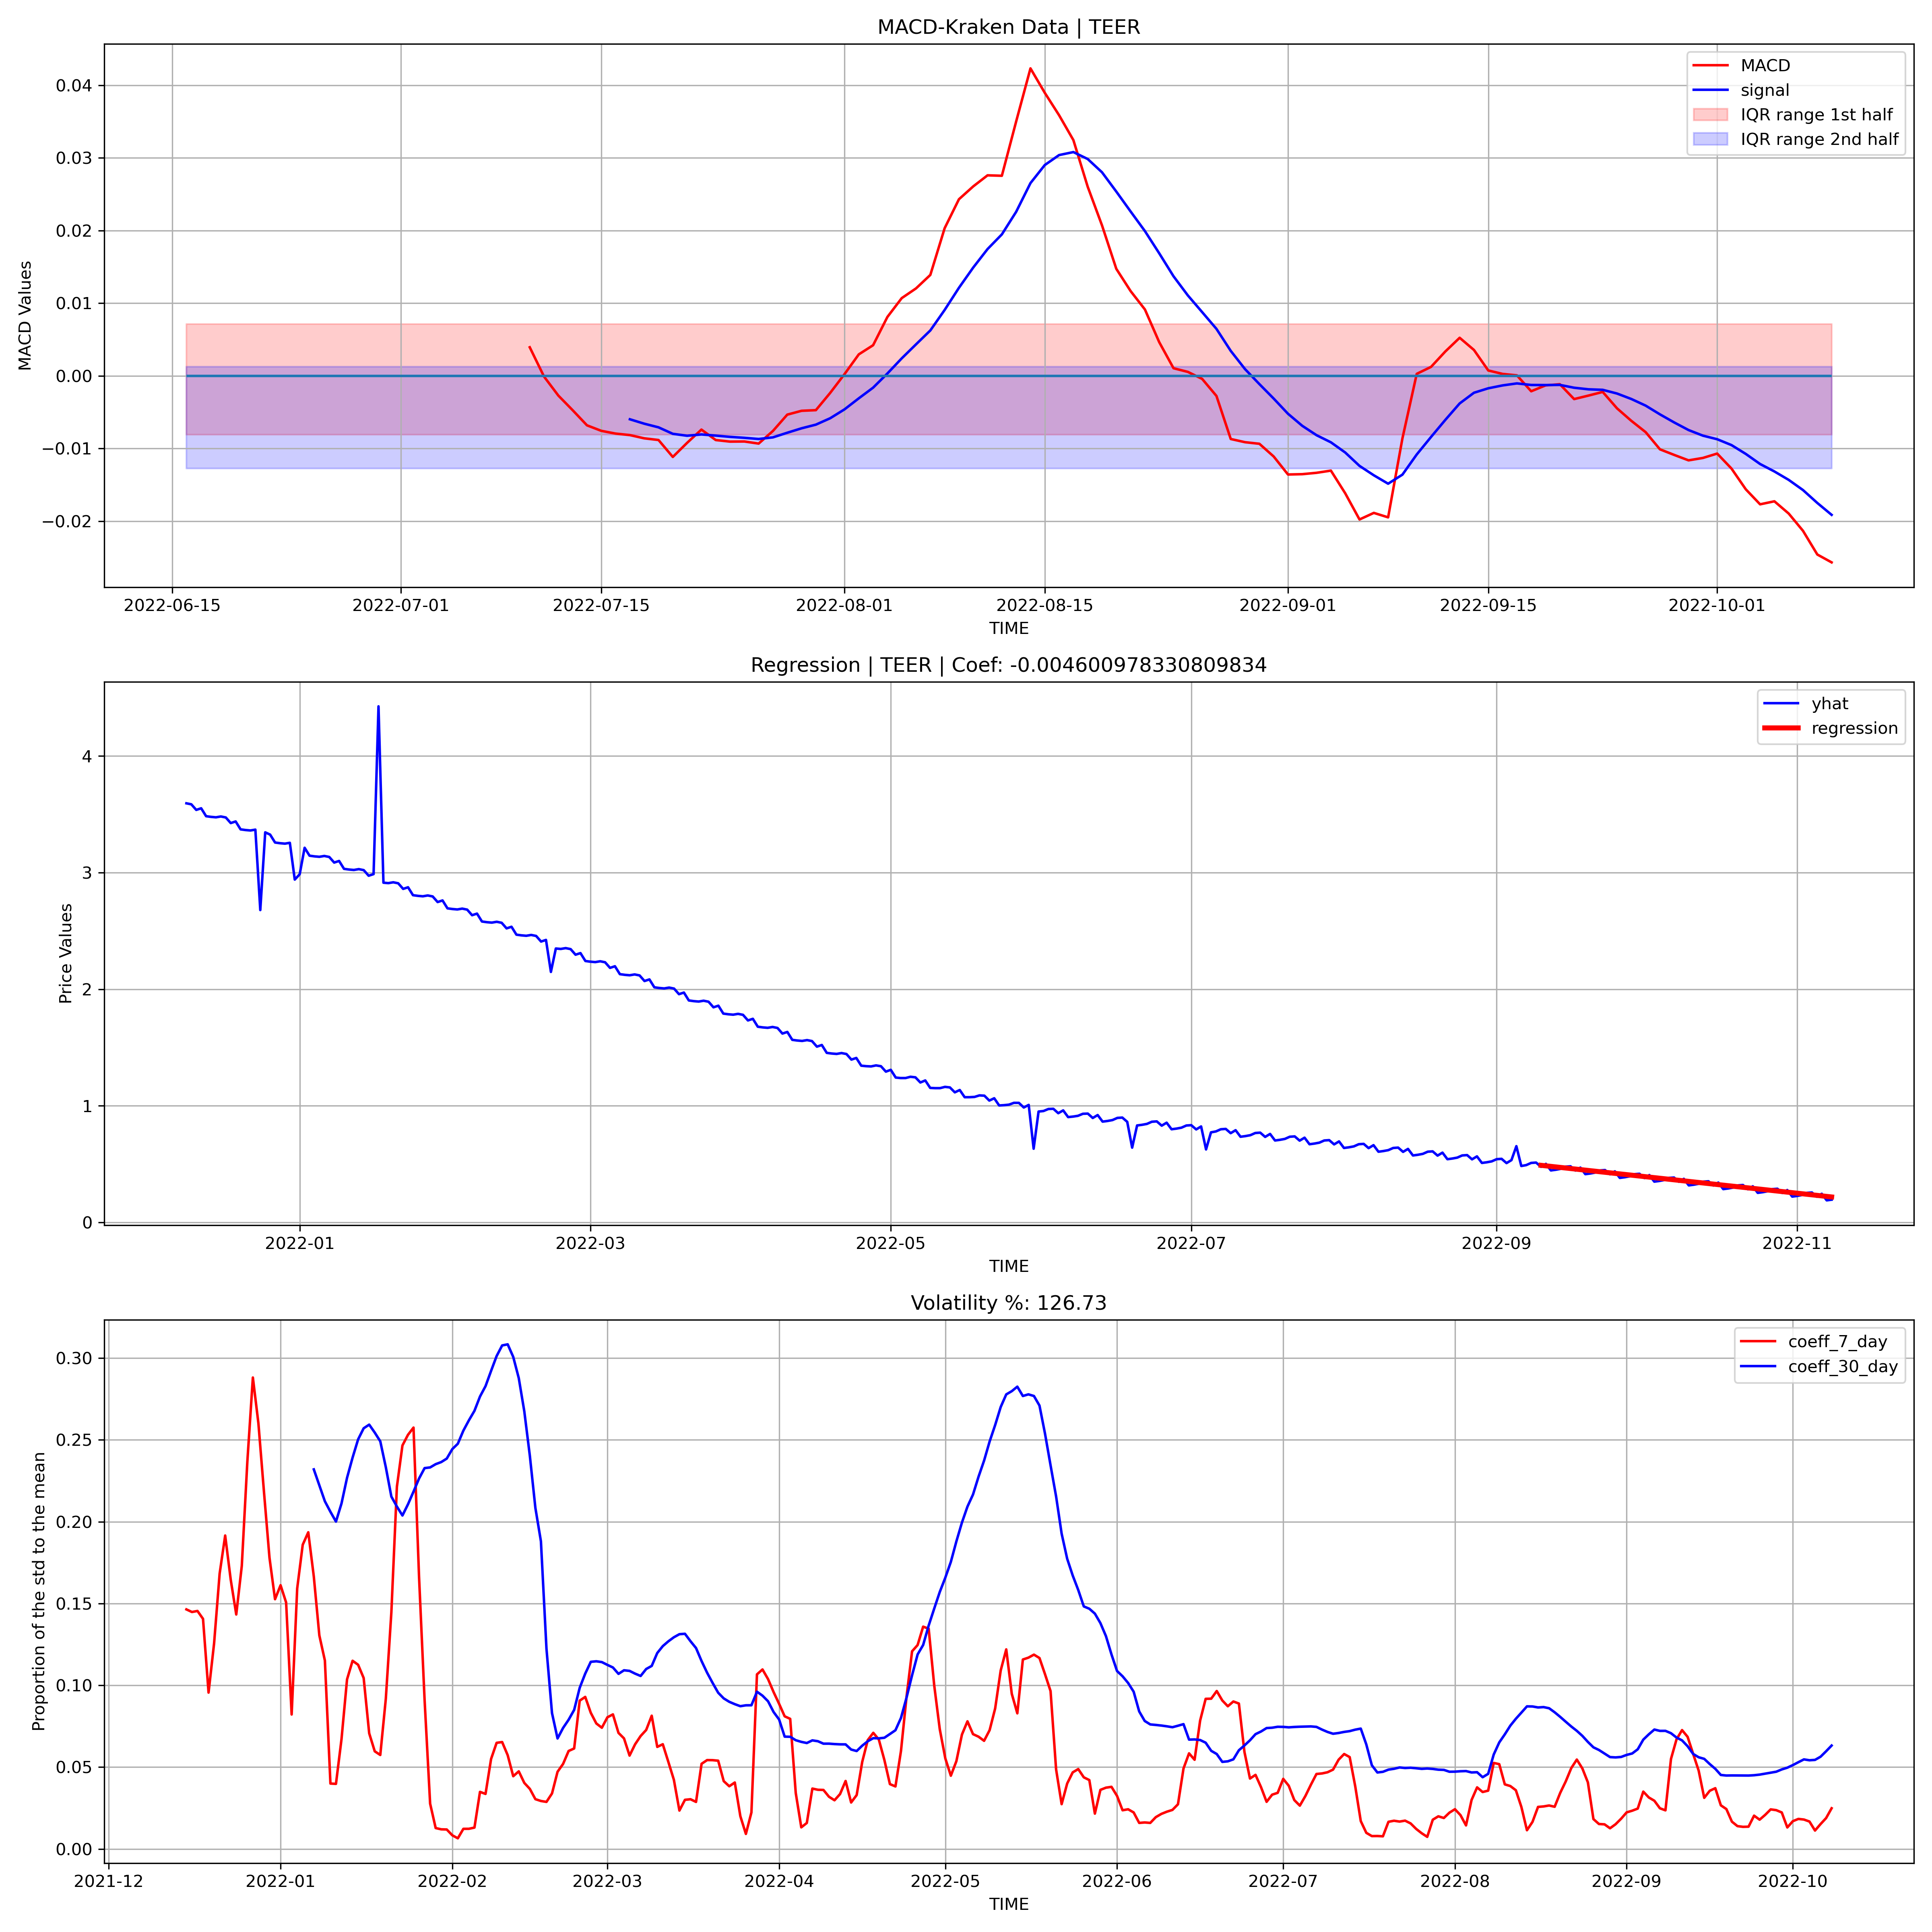 MACD-Kraken Data | TEER
MACD Values
0.04
0.03
0.02
0.01
0.00
−0.01
−0.02
MACD
signal
IQR range 1st half
IQR range 2nd half
2022-06-15 2022-07-01 2022-07-15 2022-08-01 2022-08-15 2022-09-01 2022-09-15 2022-10-01
TIME
Regression | TEER | Coef: -0.004600978330809834
Price Values
4
3
2
1
0
yhat
regression
2022-01 2022-03 2022-05 2022-07 2022-09 2022-11
TIME
Volatility %: 126.73
Proportion of the std to the mean
0.30
0.25
0.20
0.15
0.10
0.05
0.00
coeff_7_day
coeff_30_day
2021-12 2022-01 2022-02 2022-03 2022-04 2022-05 2022-06 2022-07 2022-08 2022-09 2022-10
TIME